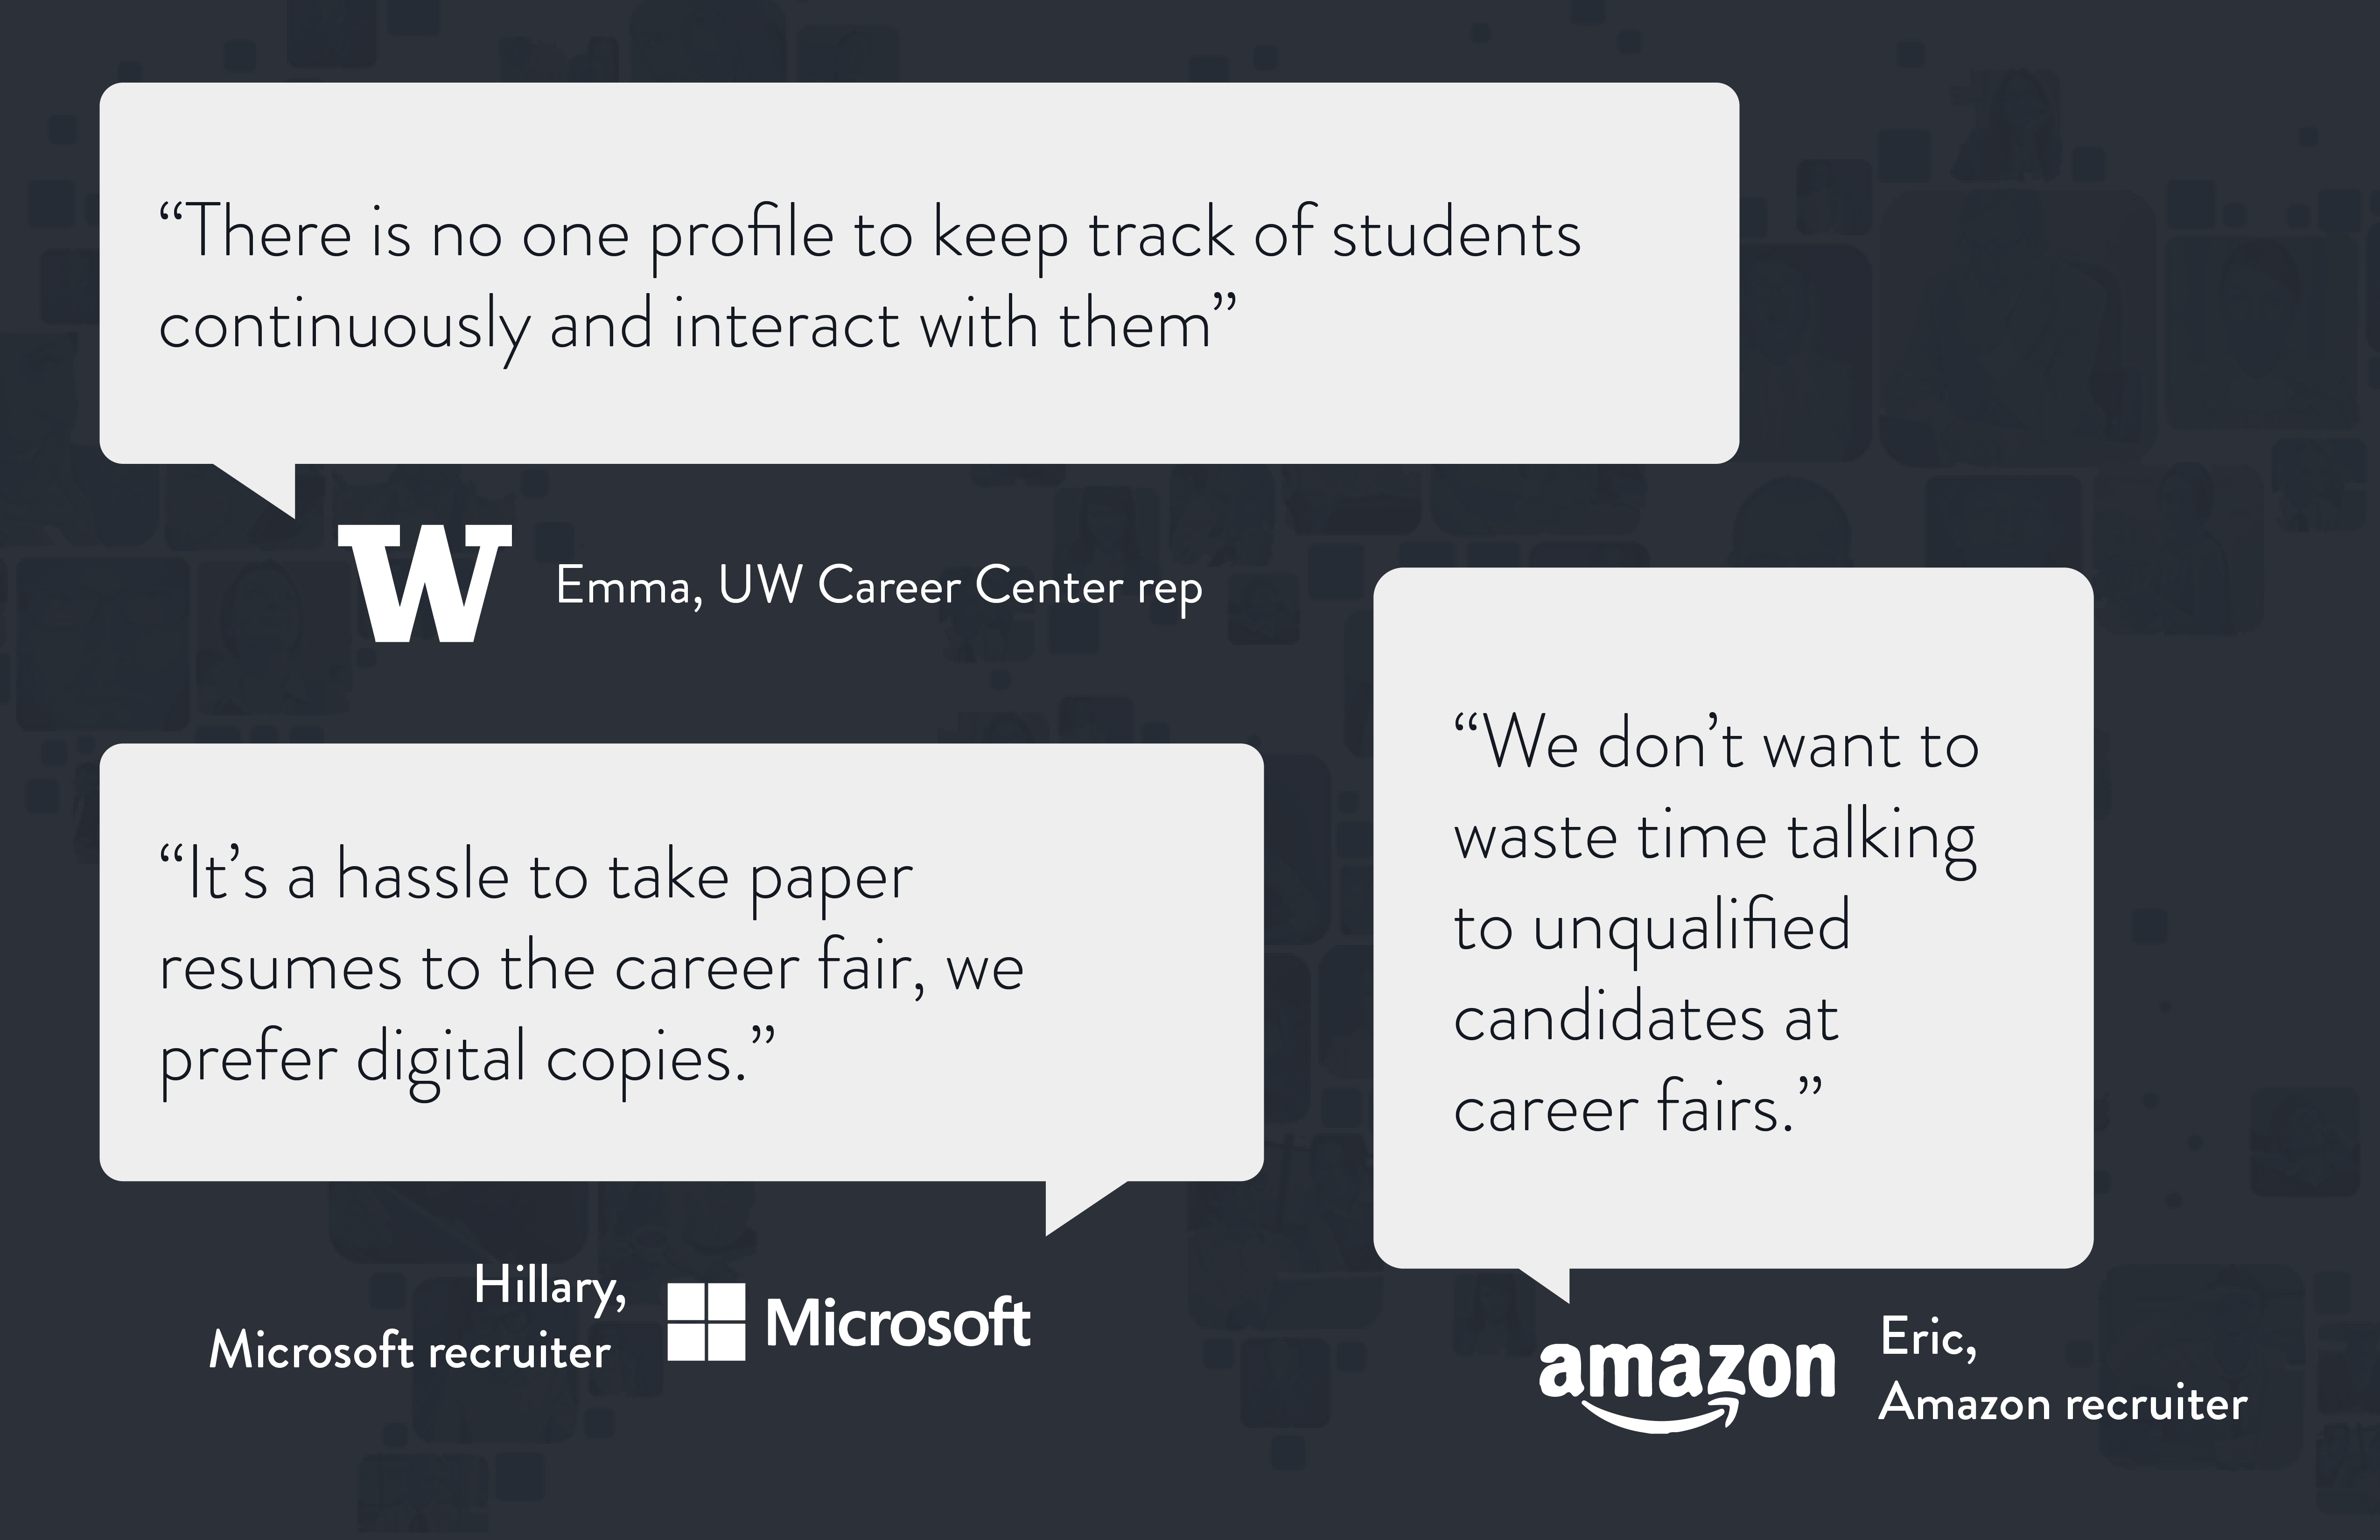 “There is no one profile to keep track of students
continuously and interact with them”
W
Emma, UW Career Center rep
“It’s a hassle to take paper
resumes to the career fair, we
prefer digital copies.”
Hillary,
Microsoft recruiter
Microsoft
“We don’t want to
waste time talking
to unqualified
candidates at
career fairs.”
amazon
Eric,
Amazon recruiter